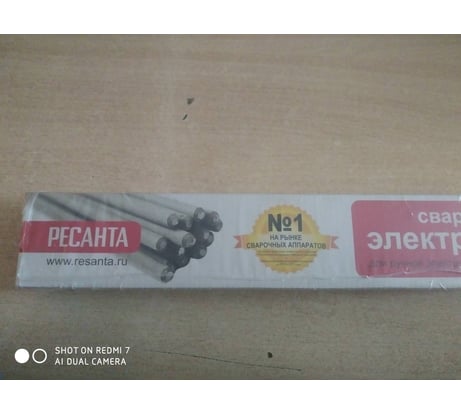 РЕСАНТА
www.resanta.ru
№1
НА РЫНКЕ
СВАРОЧНЫХ АППАРАТОВ
свар
электр
SHOT ON REDMI 7
AI DUAL CAMERA